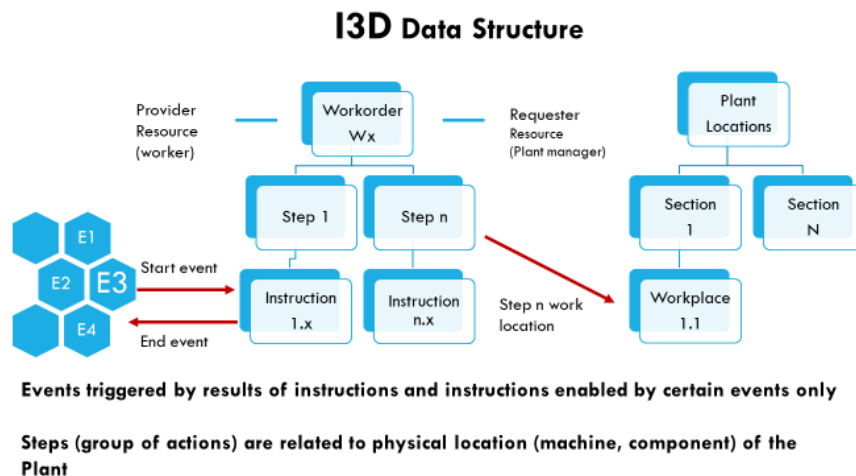 I3D Data Structure
Provider
Resource
(worker)
Workorder
Wx
Requester
Resource
(Plant manager)
Plant
Locations
Step 1
Step n
Section
1
Section
N
E1
E2
E3
E4
Start event
End event
Instruction
1.x
Instruction
n.x
Step n work
location
Workplace
1.1
Events triggered by results of instructions and instructions enabled by certain events only
Steps (group of actions) are related to physical location (machine, component) of the
Plant